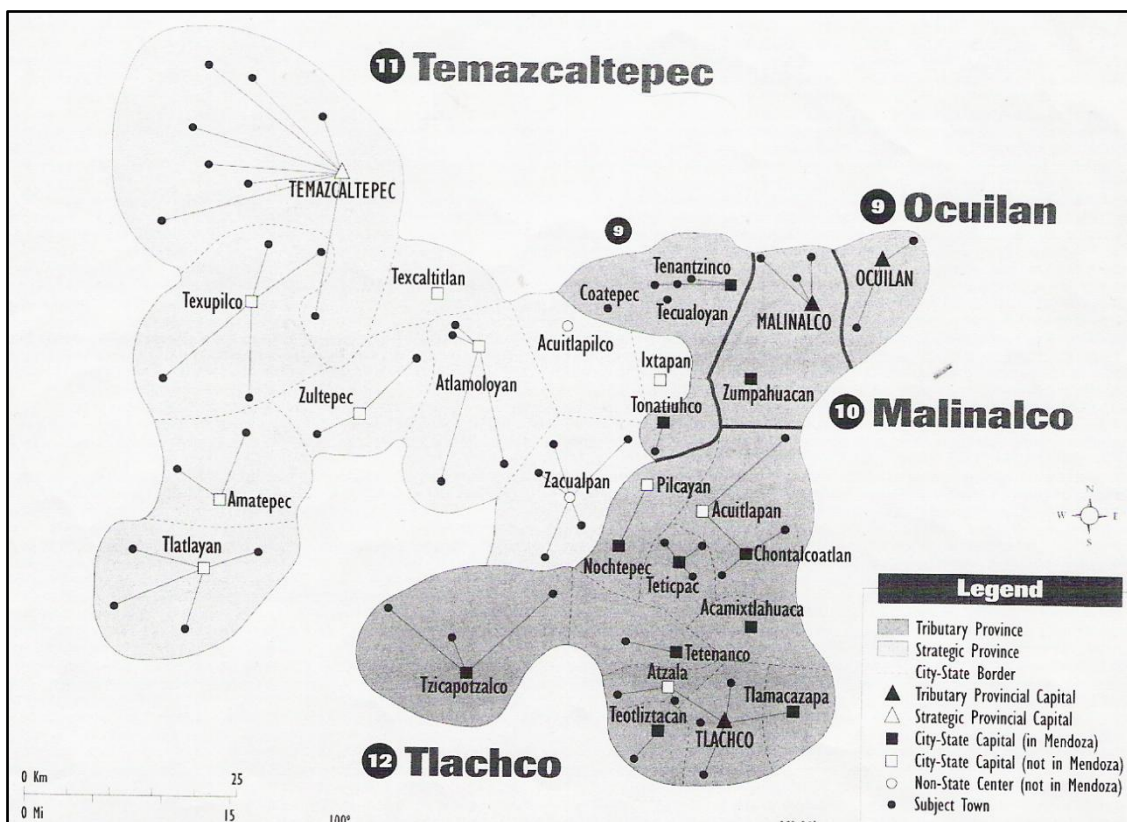 11 Temazcaltepec
TEMAZCALTEPEC
9 Ocuilan
9
Tenantzinco
OCUILAN
Texcaltitlan
Coatepec
Texupilco
Tecualoyan
MALINALCO
Acuitlapilco
Ixtapan
Atlamoloyan
Zultepec
Zumpahuacan
Tonatiuhco
10 Malinalco
Zacualpan
Pilcayan
Amatepec
Acuitlapan
N
W E
S
Tlatlayan
Nochtepec
Chontalcoatlan
Teticpac
Acamixtlahuaca
Tetenanco
Atzala
Tzicapotzalco
Tlamacazapa
Teotliztacan
TLACHCO
12 Tlachco
Legend
Tributary Province
Strategic Province
City-State Border
Tributary Provincial Capital
Strategic Provincial Capital
City-State Capital (in Mendoza)
City-State Capital (not in Mendoza)
Non-State Center (not in Mendoza)
Subject Town
0 Km 25
0 Mi 15
100°